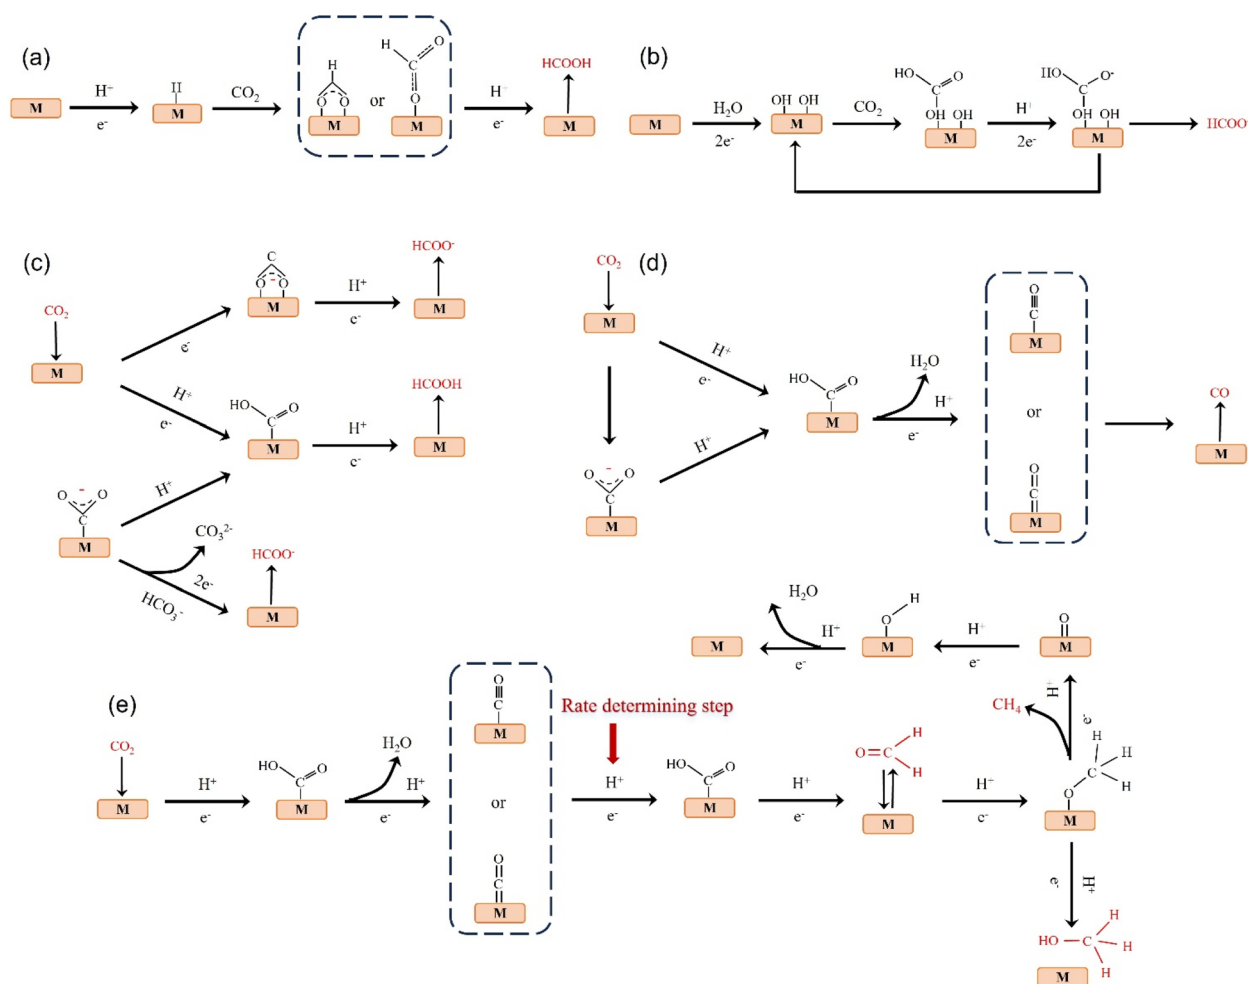 (a)
M
H⁺
e⁻
H
M
CO₂
H
O O
M
or
H
C
O
O
M
H⁺
e⁻
HCOOH
M
(b)
M
H₂O
2e⁻
OH OH
M
CO₂
HO
C
O
OH OH
M
H⁺
2e⁻
HO
C
O•
OH OH
M
HCOO⁻
(c)
CO₂
M
e⁻
C
O - O
M
H⁺
e⁻
HCOO⁻
M
H⁺
e⁻
HO
C
O
M
H⁺
e⁻
HCOOH
M
O - O
C
M
H⁺
CO₃²⁻
2e⁻
HCO₃⁻
HCOO⁻
M
(d)
CO₂
M
H⁺
e⁻
O - O
C
M
H⁺
HO
C
O
M
H₂O
H⁺
e⁻
O
C
M
or
O
C
M
CO
M
(e)
CO₂
M
H⁺
e⁻
HO
C
O
M
H₂O
H⁺
e⁻
O
C
M
or
O
C
M
Rate determining step
H⁺
e⁻
HO
C
O
M
H⁺
e⁻
O C
H
H
M
H⁺
e⁻
H
H
C
H
O
M
CH₄
H⁺
e⁻
O
M
H⁺
e⁻
H
O
M
H₂O
H⁺
e⁻
M
e⁻
H⁺
HO C
H
H
H
M